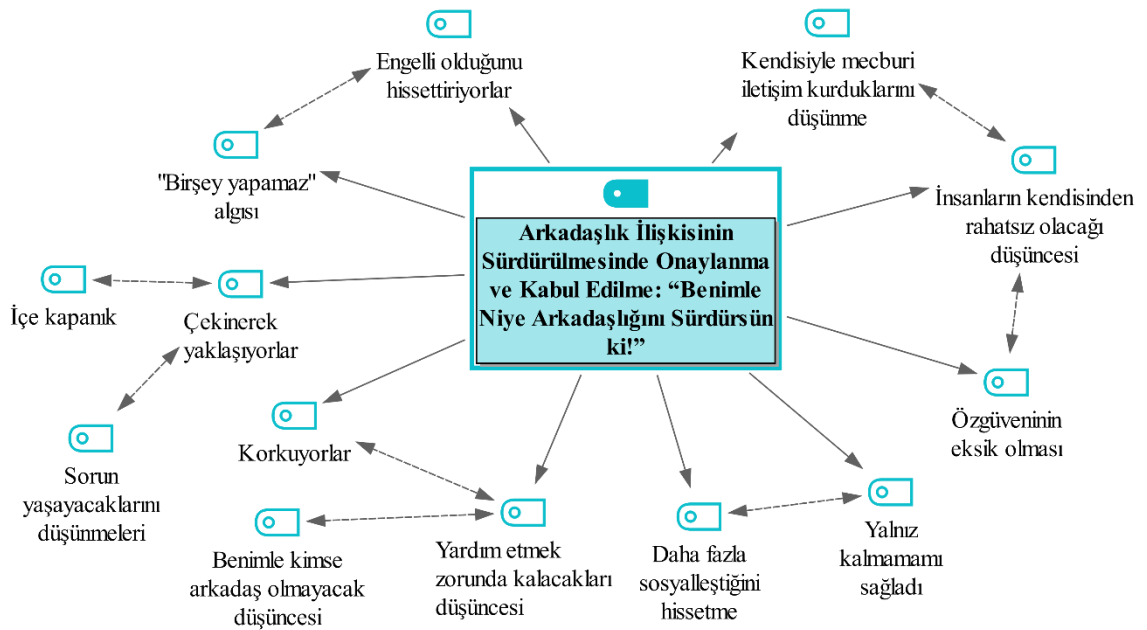 Engelli olduğunu
hissettiriyorlar
Kendisiyle mecburi
iletişim kurduklarını
düşünme
"Birşey yapamaz"
algısı
İnsanların kendisinden
rahatsız olacağı
düşüncesi
Arkadaşlık İlişkisinin
Sürdürülmesinde Onaylanma
ve Kabul Edilme: “Benimle
Niye Arkadaşlığını Sürdürsün
ki!”
İçe kapanık
Çekinerek
yaklaşıyorlar
Özgüveninin
eksik olması
Korkuyorlar
Sorun
yaşayacaklarını
düşünmeleri
Benimle kimse
arkadaş olmayacak
düşüncesi
Yardım etmek
zorunda kalacakları
düşüncesi
Daha fazla
sosyalleştiğini
hissetme
Yalnız
kalmamamı
sağladı